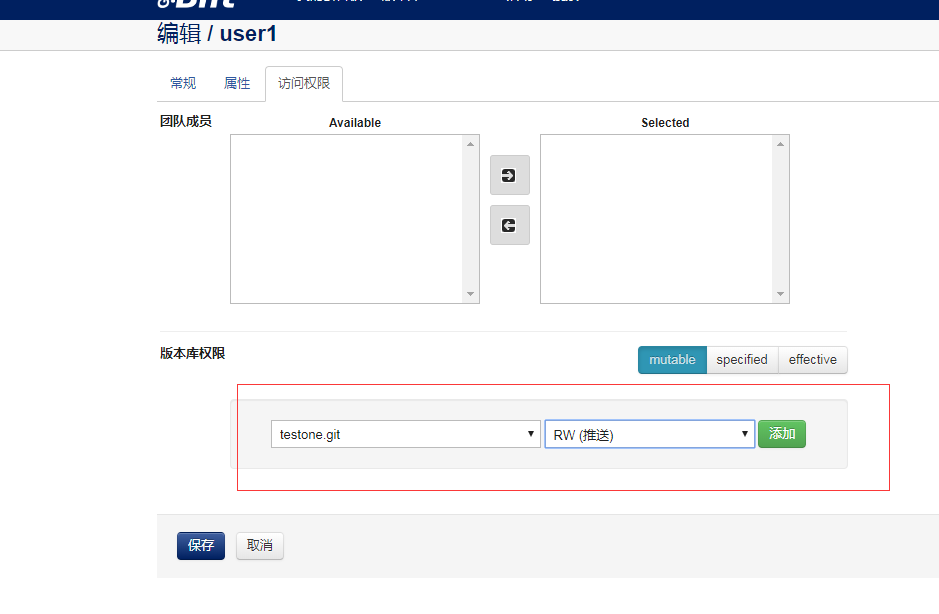 编辑 / user1
常规 属性 访问权限
团队成员 Available Selected
版本库权限 mutable specified effective
testone.git RW (推送) 添加
保存 取消